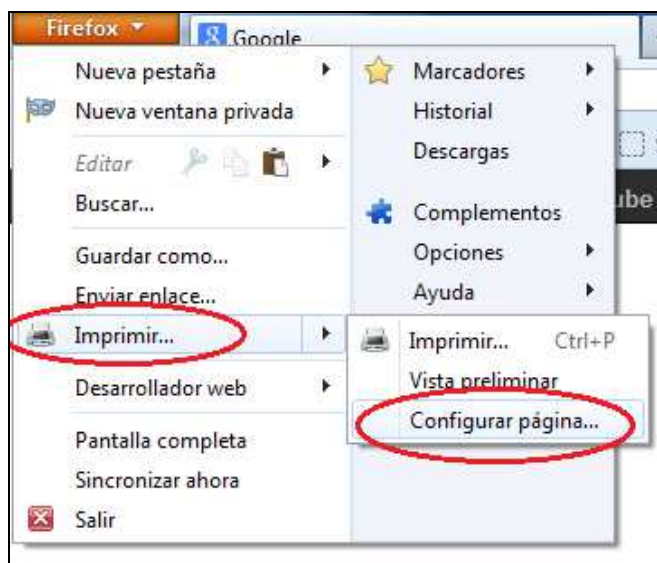 Firefox
Google
Nueva pestaña
Nueva ventana privada
Editar
Buscar...
Guardar como...
Enviar enlace...
Imprimir...
Desarrollador web
Pantalla completa
Sincronizar ahora
Salir
Marcadores
Historial
Descargas
Complementos
Opciones
Ayuda
Imprimir... Ctrl+P
Vista preliminar
Configurar página...